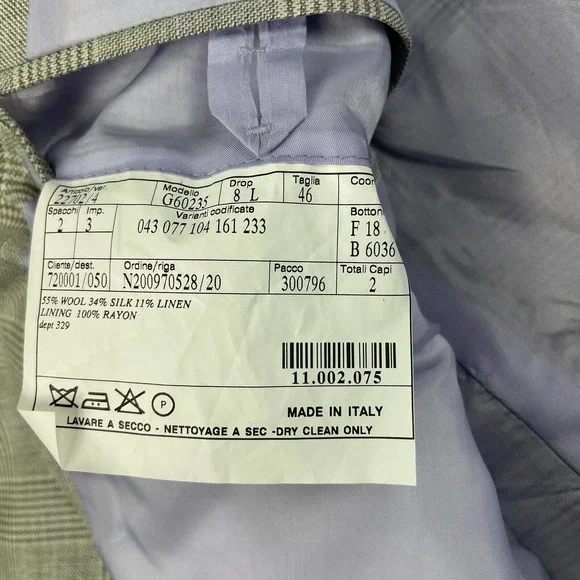 Articolo/var. Modello Drop Taglia Coor
22702/4 G60235 8 L 46
Spacchi Imp. Varianti codificate Bottoni
2 3 043 077 104 161 233 F 18
B 6036
Cliente/dest. Ordine/riga Pacco Totali Capi
720001/050 N200970528/20 300796 2
55% WOOL 34% SILK 11% LINEN
LINING 100% RAYON
dept 329
11.002.075
P
MADE IN ITALY
LAVARE A SECCO - NETTOYAGE A SEC -DRY CLEAN ONLY